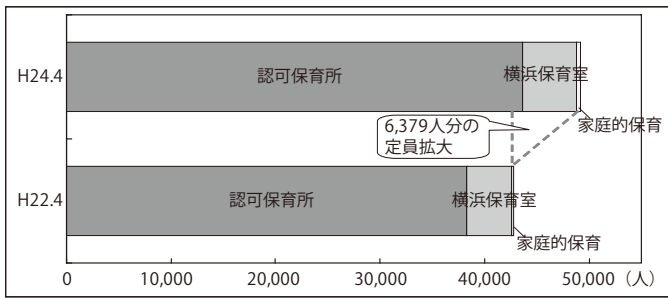 H24.4
認可保育所
横浜保育室
家庭的保育
6,379人分の
定員拡大
H22.4
認可保育所
横浜保育室
家庭的保育
0 10,000 20,000 30,000 40,000 50,000 （人）